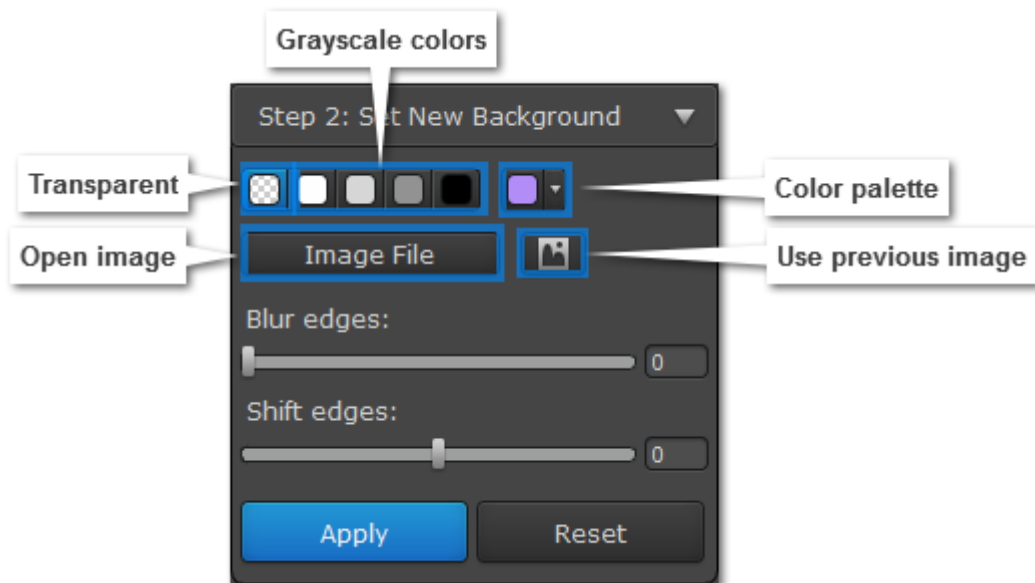 Grayscale colors
Step 2: Set New Background
Transparent
Color palette
Open image
Image File
Use previous image
Blur edges:
0
Shift edges:
0
Apply
Reset